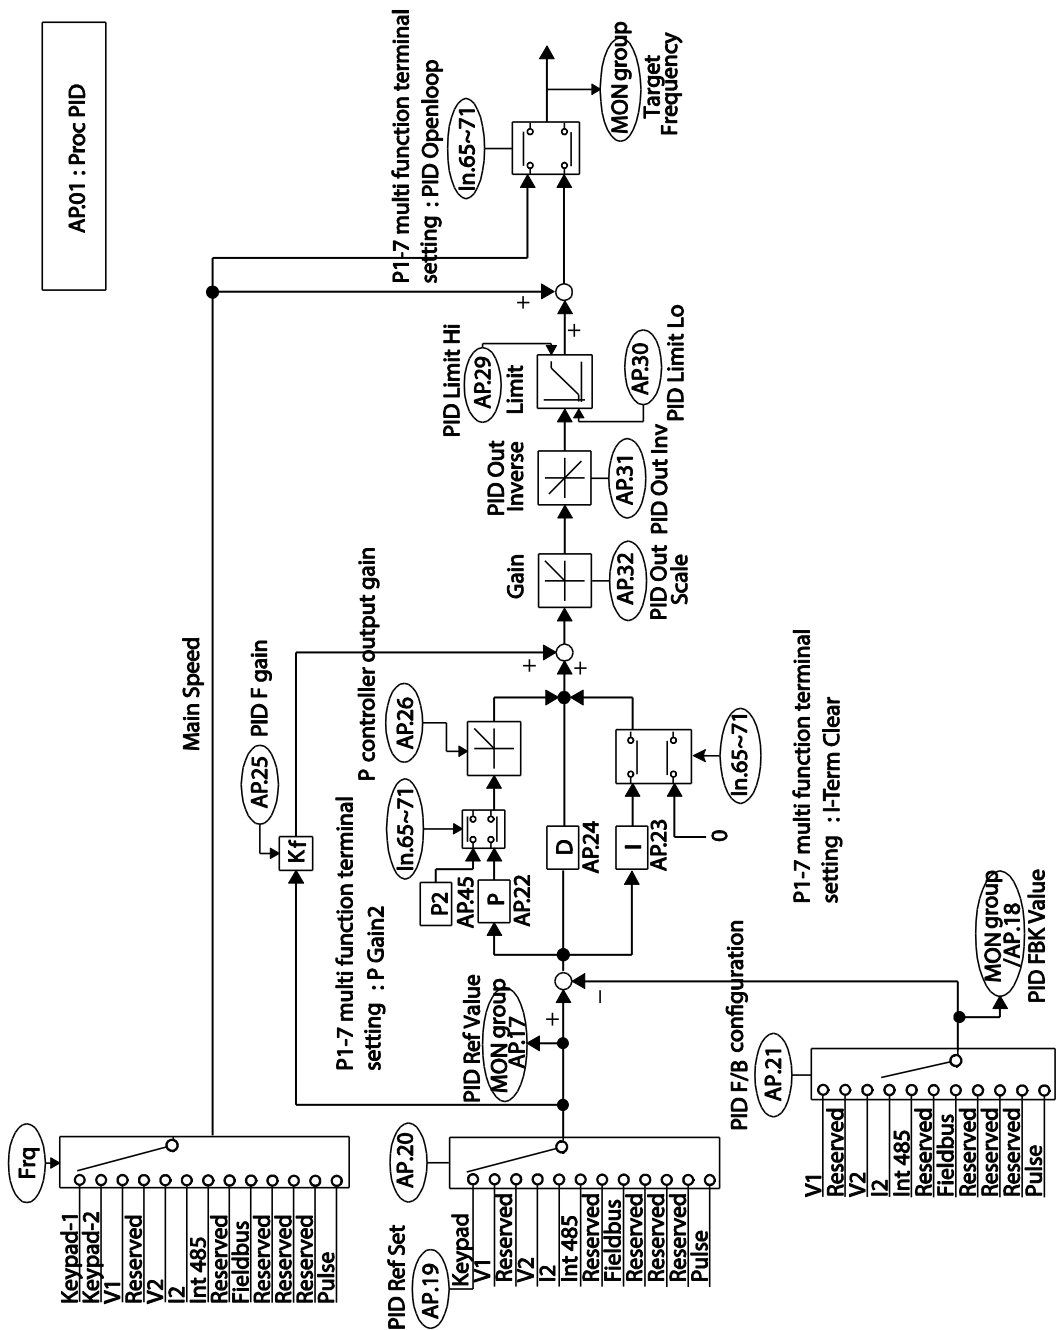 AP.01 : Proc PID
Frq
Keypad-1
Keypad-2
V1
Reserved
V2
I2
Int 485
Reserved
Fieldbus
Reserved
Reserved
Reserved
Pulse
Main Speed
AP.25
PID F gain
Kf
P1-7 multi function terminal
setting : PID Openloop
In.65~71
MON group
Target
Frequency
PID Limit Hi
AP.29
Limit
AP.30
PID Limit Lo
PID Out
Inverse
AP.31
PID Out Inv
Gain
AP.32
PID Out
Scale
P controller output gain
AP.26
In.65~71
P1-7 multi function terminal
setting : P Gain2
P2
AP.45
P
AP.22
D
AP.24
I
AP.23
0
In.65~71
P1-7 multi function terminal
setting : I-Term Clear
PID Ref Value
MON group
AP.17
+
+
+
+
+
−
AP.20
PID Ref Set
AP.19
Keypad
V1
Reserved
V2
I2
Int 485
Reserved
Fieldbus
Reserved
Reserved
Reserved
Pulse
PID F/B configuration
AP.21
V1
Reserved
V2
I2
Int 485
Reserved
Fieldbus
Reserved
Reserved
Reserved
Pulse
MON group
/AP.18
PID FBK Value